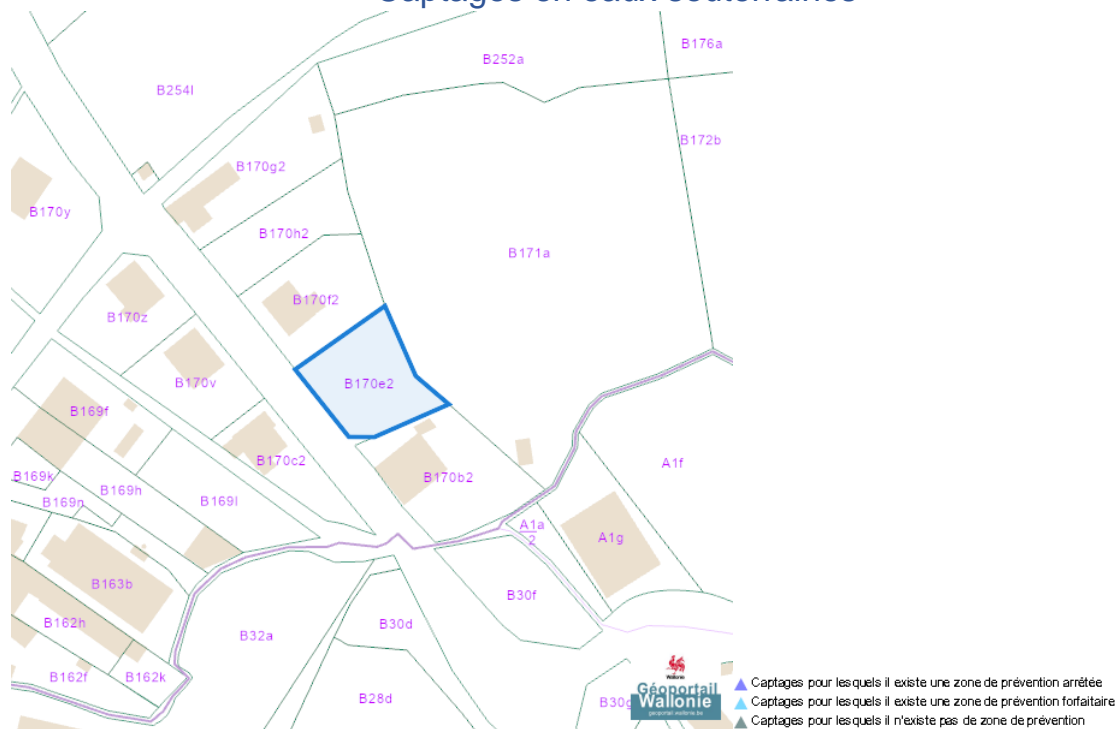 B252a
B176a
B254l
B172b
B170g2
B170y
B170h2
B171a
B170f2
B170z
B170v
B170e2
B169f
B170c2
A1f
B169k
B169h
B170b2
B169n
B169l
A1a
2
A1g
B163b
B30f
B162h
B32a
B30d
B162f
B162k
B28d
Wallonie
Géoportail
Wallonie
geoportail.wallonie.be
Captages pour lesquels il existe une zone de prévention arrêtée
Captages pour lesquels il existe une zone de prévention forfaitaire
Captages pour lesquels il n'existe pas de zone de prévention